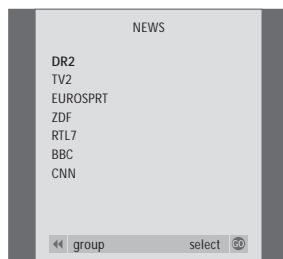 NEWS
DR2
TV2
EUROSPRT
ZDF
RTL7
BBC
CNN
group select GO